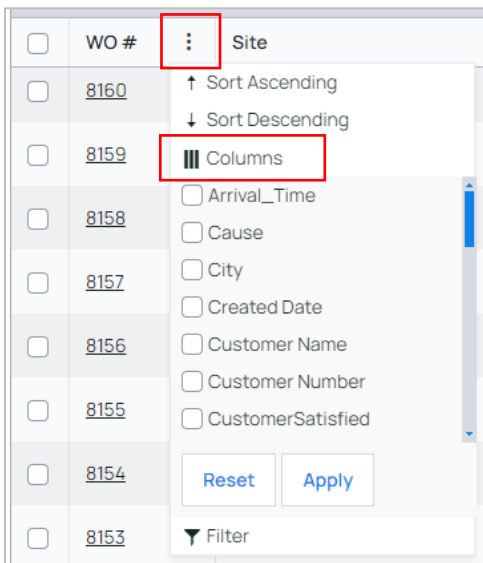 WO # Site
8160
Sort Ascending
Sort Descending
8159
Columns
Arrival_Time
8158
Cause
City
8157
Created Date
8156
Customer Name
Customer Number
8155
CustomerSatisfied
8154
Reset Apply
8153
Filter